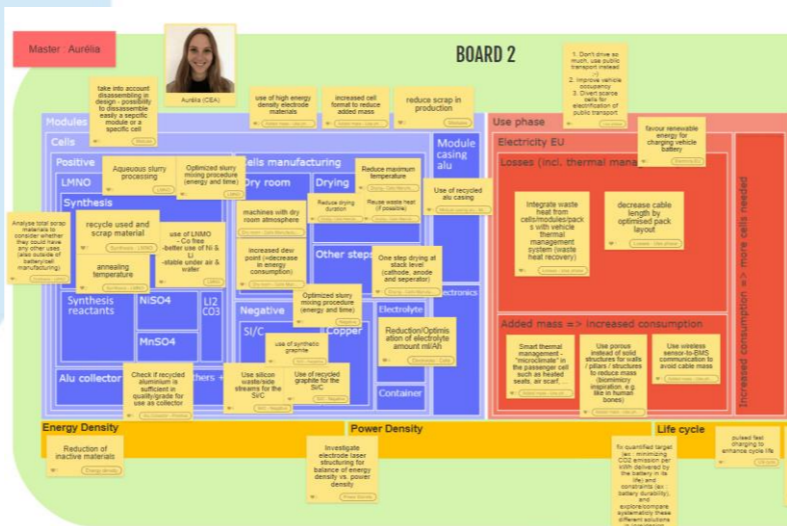 Master : Aurélia
Aurélia (CEA)
BOARD 2
take into account
disassembling in
design - possibility
to disassemble
easily a sepcific
module or a
specific cell
use of high energy
density electrode
materials
increased cell
format to reduce
added mass
reduce scrap in
production
1. Don't drive so
much, use public
transport instead
;-)
2. Improve vehicle
occupency
3. Divert scarce
cells for
electrification of
public transport
favour renewable
energy for
charging vehicle
battery
Modules
Cells
Positive
LMNO
Synthesis
Aqueous slurry
processing
Optimized slurry
mixing procedure
(energy and time)
Analyse total scrap
materials to
consider whether
they could have
any other uses
(also outside of
battery/cell
manufacturing)
recycle used and
scrap material
annealing
temperature
use of LNMO
- Co free
-better use of Ni &
Li
-stable under air &
water
Synthesis
reactants
NiSO4
LI2
CO3
MnSO4
Alu collector
Check if recycled
aluminium is
sufficient in
quality/grade for
use as collector
Cells manufacturing
Dry room
Drying
machines with dry
room atmosphere
increased dew
point (=decrease
in energy
consumption)
Reduce maximum
temperature
Reduce drying
duration
Reuse waste heat
(if possible)
Other steps
One step drying at
stack level
(cathode, anode
and seperator)
Optimized slurry
mixing procedure
(energy and time)
Negative
SI/C
Copper
use of synthetic
graphite
Use silicon
waste/side
streams for the
Si/C
Use of recycled
graphite for the
Si/C
Electrolyte
Reduction/Optimis
ation of electrolyte
amount ml/Ah
Container
Module
casing
alu
Use of recycled
alu casing
Use phase
Electricity EU
Losses (incl. thermal
Integrate waste
heat from
cells/modules/pack
s with vehicle
thermal
management
system (waste
heat recovery)
decrease cable
length by
optimised pack
layout
Added mass => increased consumption
Smart thermal
management -
"microclimate" in
the passenger cell
such as heated
seats, air scarf, ...
Use porous
instead of solid
structures for walls
/ pillars / structures
to reduce mass
(biomimicry
inspiration, e.g.
like in human
bones)
Use wireless
sensor-to-BMS
communication to
avoid cable mass
Increased consumption => more cells needed
Energy Density
Reduction of
inactive materials
Investigate
electrode laser
structuring for
balance of energy
density vs. power
density
Power Density
Life cycle
fix quantified target
(ex : minimizing
CO2 emission per
kWh delivered by
the battery in its
life) and
constraints (ex :
battery durability), and
explore/compare
systematicly these
different solutions
pulsed fast
charging to
enhance cycle life